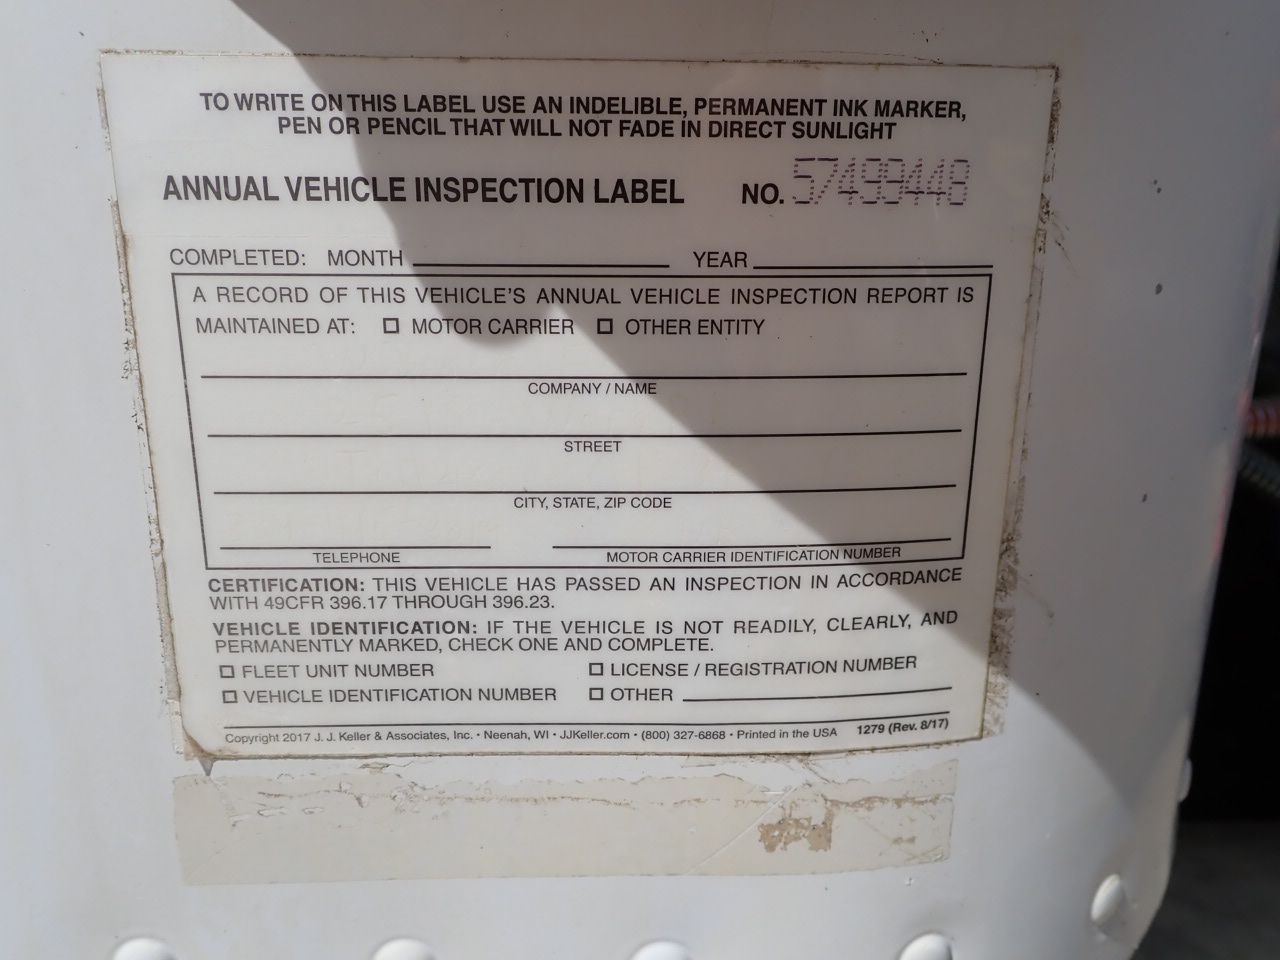 TO WRITE ON THIS LABEL USE AN INDELIBLE, PERMANENT INK MARKER,
PEN OR PENCIL THAT WILL NOT FADE IN DIRECT SUNLIGHT
ANNUAL VEHICLE INSPECTION LABEL NO. 57499448
COMPLETED: MONTH YEAR
A RECORD OF THIS VEHICLE'S ANNUAL VEHICLE INSPECTION REPORT IS
MAINTAINED AT: MOTOR CARRIER OTHER ENTITY
COMPANY / NAME
STREET
CITY, STATE, ZIP CODE
TELEPHONE MOTOR CARRIER IDENTIFICATION NUMBER
CERTIFICATION: THIS VEHICLE HAS PASSED AN INSPECTION IN ACCORDANCE
WITH 49CFR 396.17 THROUGH 396.23.
VEHICLE IDENTIFICATION: IF THE VEHICLE IS NOT READILY, CLEARLY, AND
PERMANENTLY MARKED, CHECK ONE AND COMPLETE.
FLEET UNIT NUMBER LICENSE / REGISTRATION NUMBER
VEHICLE IDENTIFICATION NUMBER OTHER
Copyright 2017 J. J. Keller & Associates, Inc. • Neenah, WI • JJKeller.com • (800) 327-6868 • Printed in the USA 1279 (Rev. 8/17)